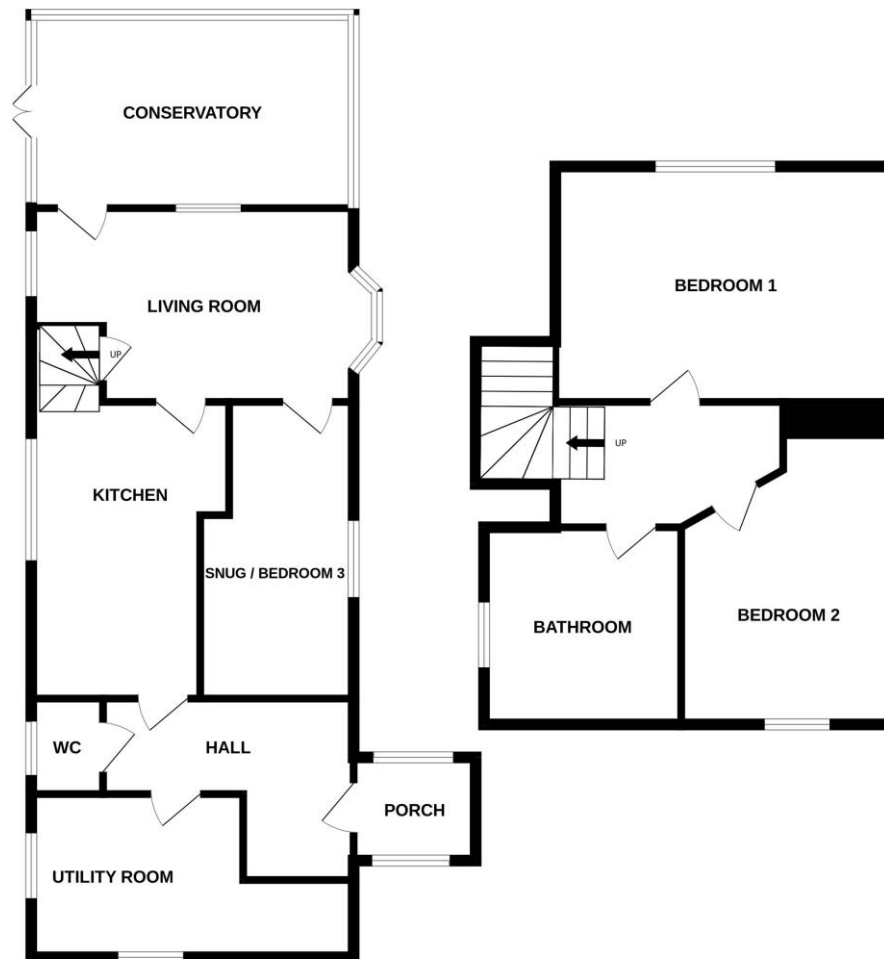 CONSERVATORY
LIVING ROOM
UP
KITCHEN
SNUG / BEDROOM 3
WC
HALL
PORCH
UTILITY ROOM
BEDROOM 1
UP
BATHROOM
BEDROOM 2